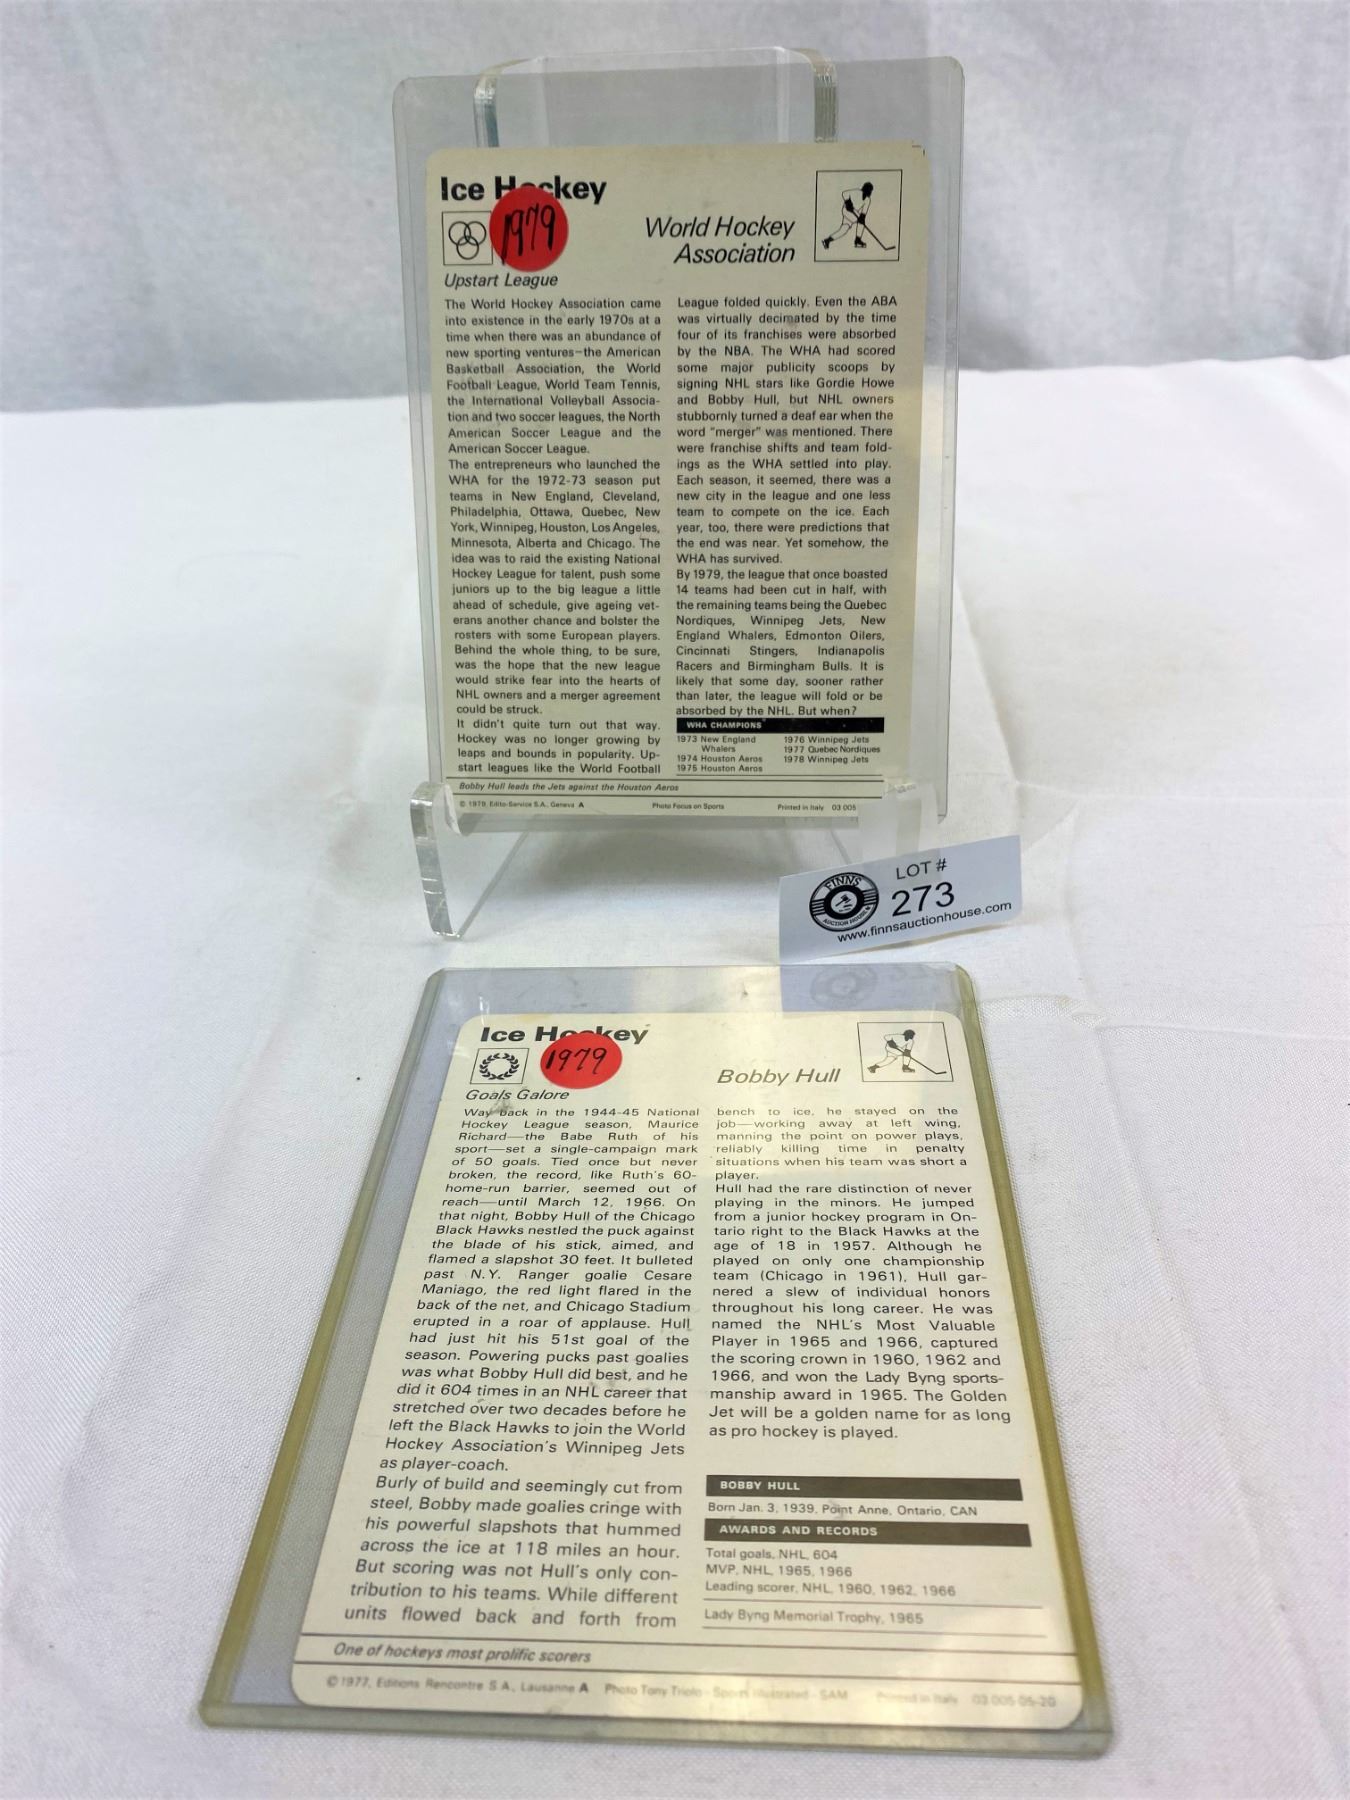 Ice Hockey
1979
World Hockey
Association
Upstart League
The World Hockey Association came
into existence in the early 1970s at a
time when there was an abundance of
new sporting ventures—the American
Basketball Association, the World
Football League, World Team Tennis,
the International Volleyball Associa-
tion and two soccer leagues, the North
American Soccer League and the
American Soccer League.
The entrepreneurs who launched the
WHA for the 1972-73 season put
teams in New England, Cleveland,
Philadelphia, Ottawa, Quebec, New
York, Winnipeg, Houston, Los Angeles,
Minnesota, Alberta and Chicago. The
idea was to raid the existing National
Hockey League for talent, push some
juniors up to the big league a little
ahead of schedule, give ageing vet-
erans another chance and bolster the
rosters with some European players.
Behind the whole thing, to be sure,
was the hope that the new league
would strike fear into the hearts of
NHL owners and a merger agreement
could be struck.
It didn't quite turn out that way.
Hockey was no longer growing by
leaps and bounds in popularity. Up-
start leagues like the World Football
League folded quickly. Even the ABA
was virtually decimated by the time
four of its franchises were absorbed
by the NBA. The WHA had scored
some major publicity scoops by
signing NHL stars like Gordie Howe
and Bobby Hull, but NHL owners
stubbornly turned a deaf ear when the
word "merger" was mentioned. There
were franchise shifts and team fold-
ings as the WHA settled into play.
Each season, it seemed, there was a
new city in the league and one less
team to compete on the ice. Each
year, too, there were predictions that
the end was near. Yet somehow, the
WHA has survived.
By 1979, the league that once boasted
14 teams had been cut in half, with
the remaining teams being the Quebec
Nordiques, Winnipeg Jets, New
England Whalers, Edmonton Oilers,
Cincinnati Stingers, Indianapolis
Racers and Birmingham Bulls. It is
likely that some day, sooner rather
than later, the league will fold or be
absorbed by the NHL. But when?
WHA CHAMPIONS
1973 New England
Whalers
1974 Houston Aeros
1975 Houston Aeros
1976 Winnipeg Jets
1977 Quebec Nordiques
1978 Winnipeg Jets
Bobby Hull leads the Jets against the Houston Aeros
© 1979, Edito-Service S.A., Geneva A Photo Focus on Sports Printed in Italy 03 005
LOT #
273
FINNS
AUCTION HOUSE
www.finnsauctionhouse.com
Ice Hockey
1979
Bobby Hull
Goals Galore
Way back in the 1944-45 National
Hockey League season, Maurice
Richard—the Babe Ruth of his
sport—set a single-campaign mark
of 50 goals. Tied once but never
broken, the record, like Ruth's 60-
home-run barrier, seemed out of
reach—until March 12, 1966. On
that night, Bobby Hull of the Chicago
Black Hawks nestled the puck against
the blade of his stick, aimed, and
flamed a slapshot 30 feet. It bulleted
past N.Y. Ranger goalie Cesare
Maniago, the red light flared in the
back of the net, and Chicago Stadium
erupted in a roar of applause. Hull
had just hit his 51st goal of the
season. Powering pucks past goalies
was what Bobby Hull did best, and he
did it 604 times in an NHL career that
stretched over two decades before he
left the Black Hawks to join the World
Hockey Association's Winnipeg Jets
as player-coach.
Burly of build and seemingly cut from
steel, Bobby made goalies cringe with
his powerful slapshots that hummed
across the ice at 118 miles an hour.
But scoring was not Hull's only con-
tribution to his teams. While different
units flowed back and forth from
bench to ice, he stayed on the
job—working away at left wing,
manning the point on power plays,
reliably killing time in penalty
situations when his team was short a
player.
Hull had the rare distinction of never
playing in the minors. He jumped
from a junior hockey program in On-
tario right to the Black Hawks at the
age of 18 in 1957. Although he
played on only one championship
team (Chicago in 1961), Hull gar-
nered a slew of individual honors
throughout his long career. He was
named the NHL's Most Valuable
Player in 1965 and 1966, captured
the scoring crown in 1960, 1962 and
1966, and won the Lady Byng sports-
manship award in 1965. The Golden
Jet will be a golden name for as long
as pro hockey is played.
BOBBY HULL
Born Jan. 3, 1939, Point Anne, Ontario, CAN
AWARDS AND RECORDS
Total goals, NHL, 604
MVP, NHL, 1965, 1966
Leading scorer, NHL, 1960, 1962, 1966
Lady Byng Memorial Trophy, 1965
One of hockeys most prolific scorers
© 1977, Editions Rencontre S.A., Lausanne A Photo Tony Triolo - Sports Illustrated - SAM Printed in Italy 03 005 05-20